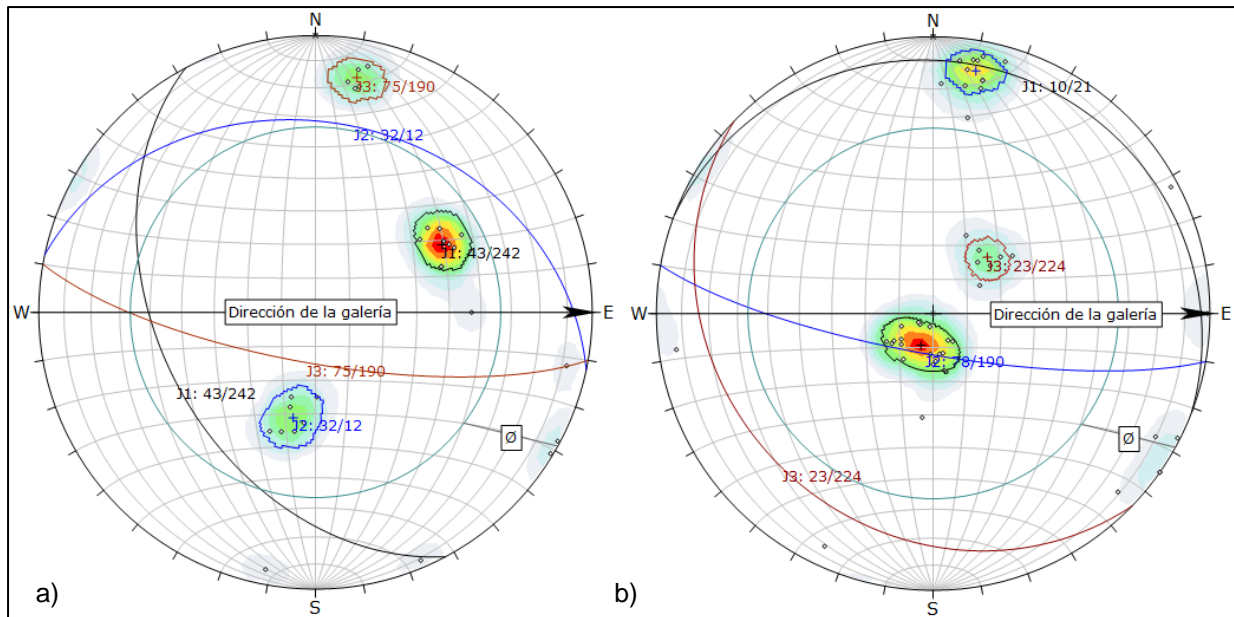 N
J3: 75/190
J2: 32/12
J1: 43/242
W
Dirección de la galería
E
J3: 75/190
J1: 43/242
J2: 32/12
Ø
S
a)
N
J1: 10/21
J3: 23/224
W
Dirección de la galería
E
J2: 78/190
Ø
J3: 23/224
S
b)